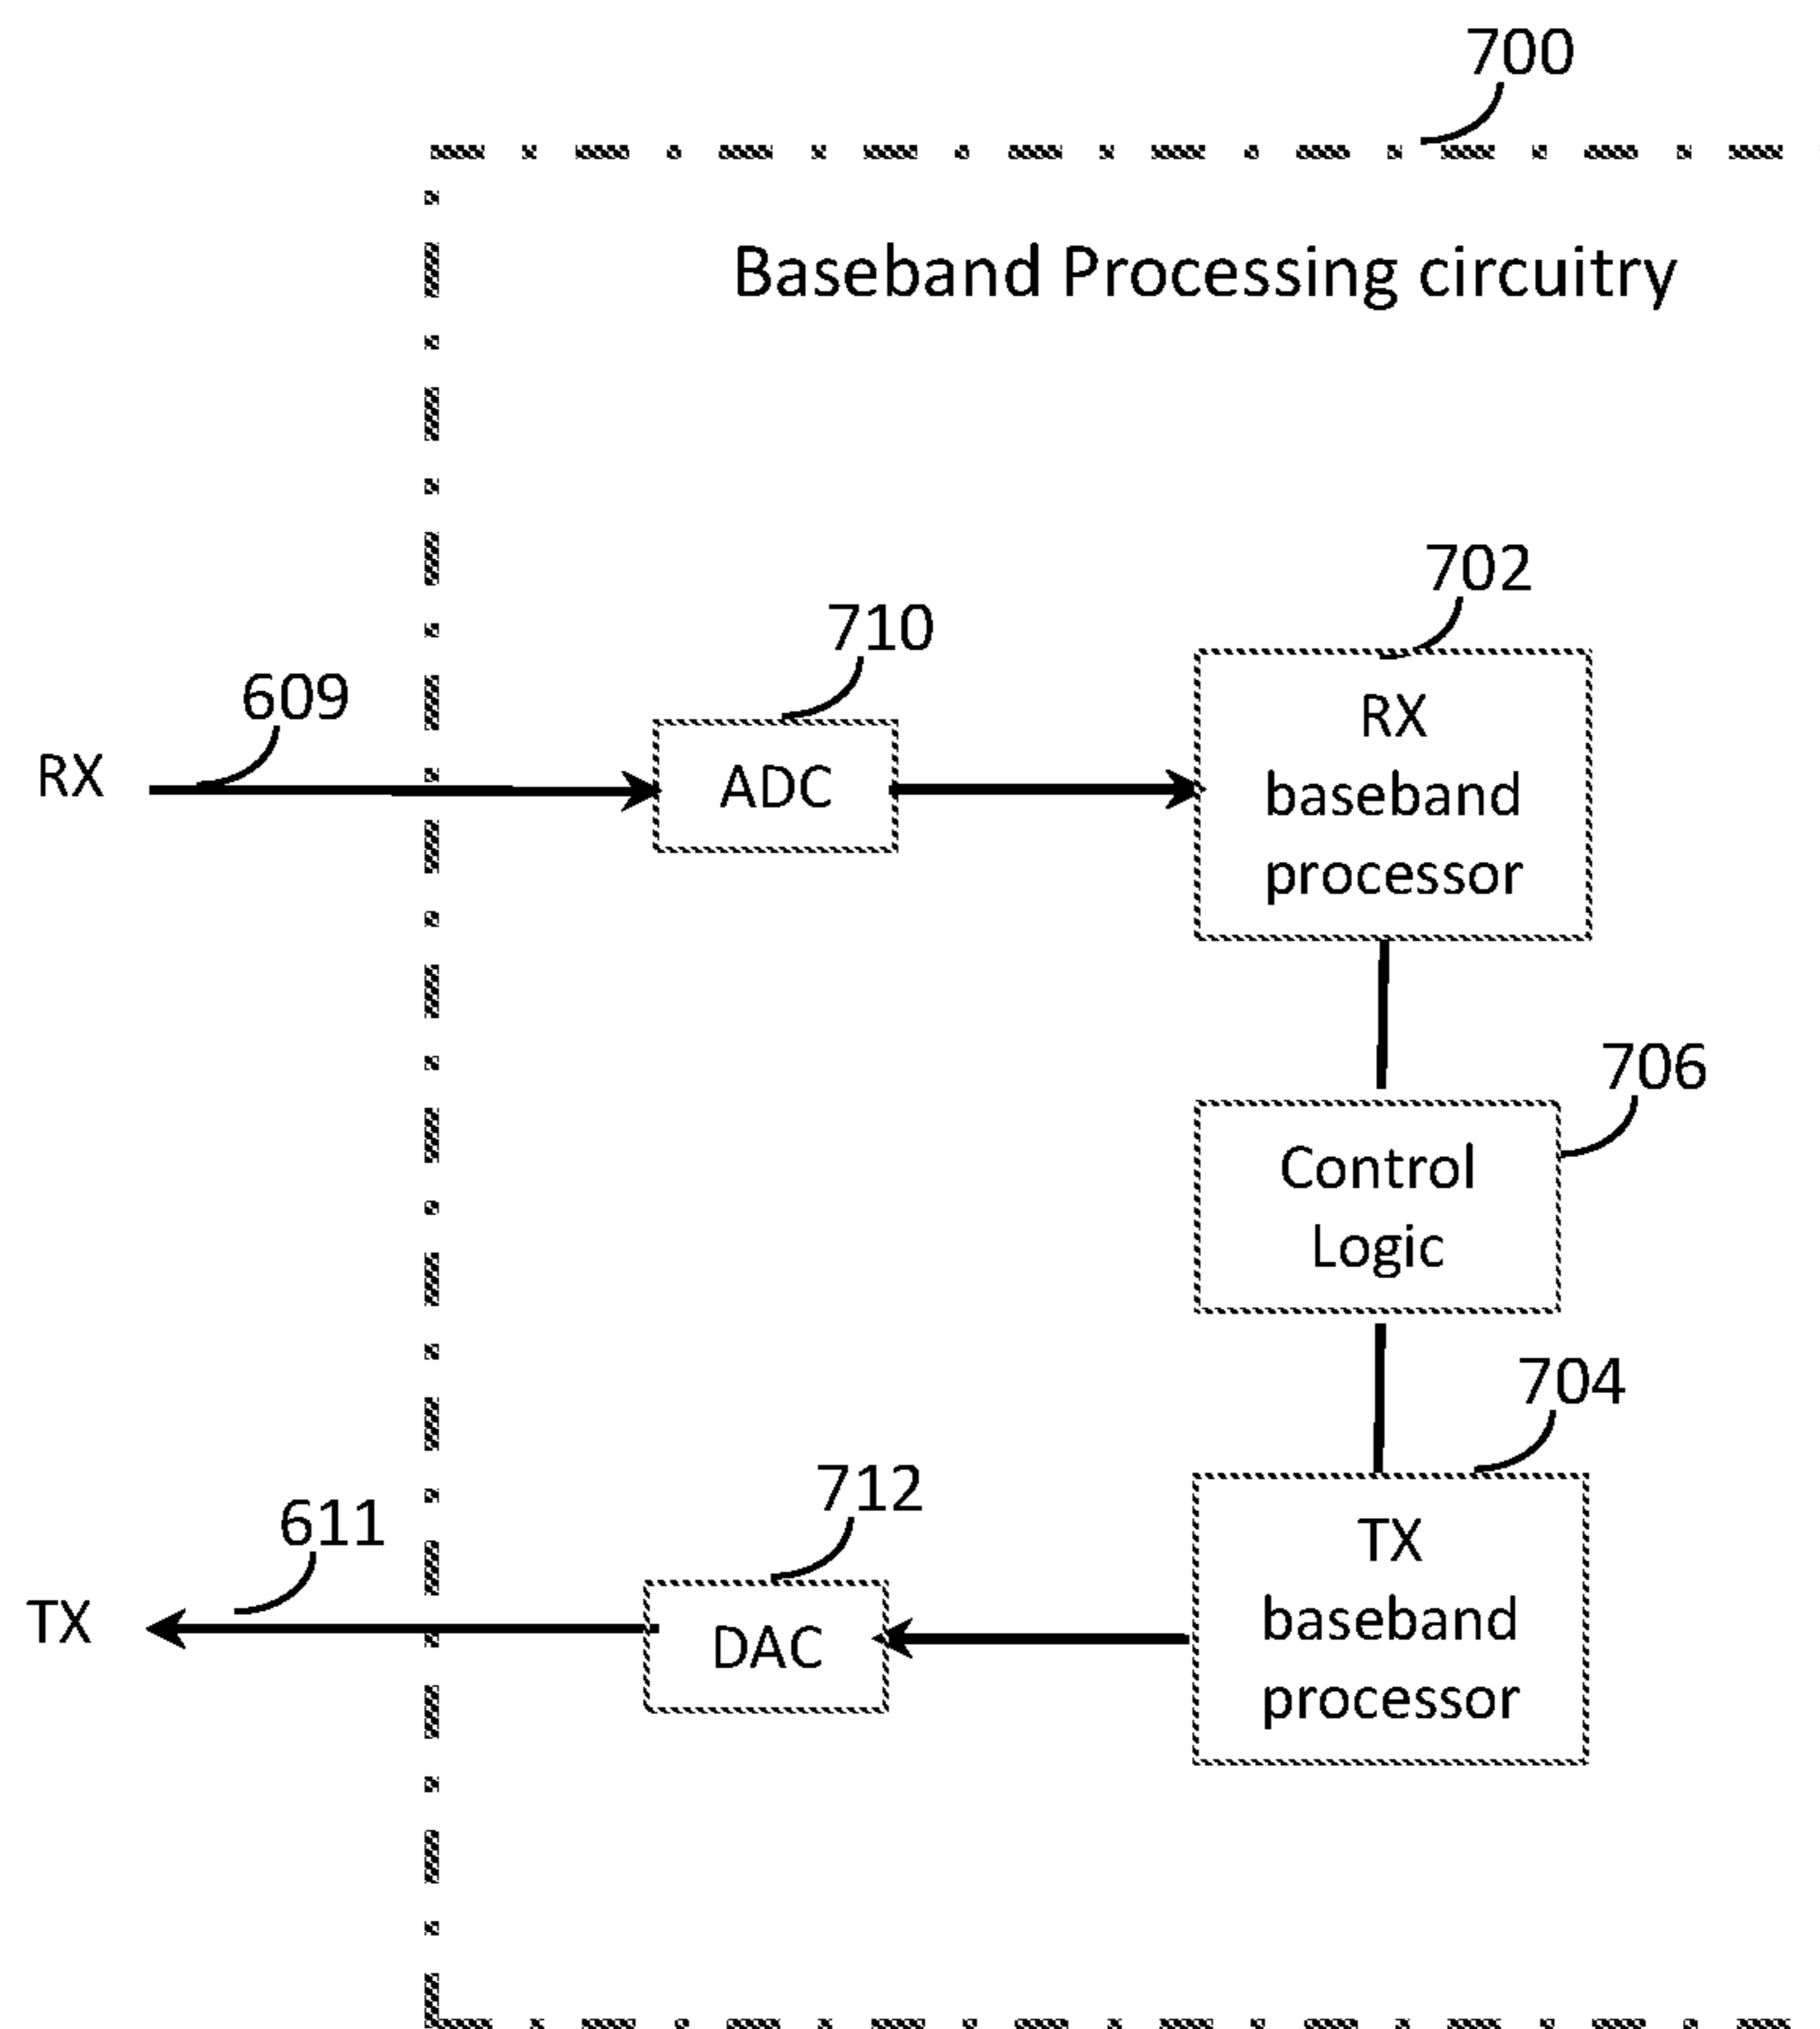 700
Baseband Processing circuitry
702
710
609
RX
ADC
RX
baseband
processor
706
Control
Logic
704
712
611
TX
DAC
TX
baseband
processor